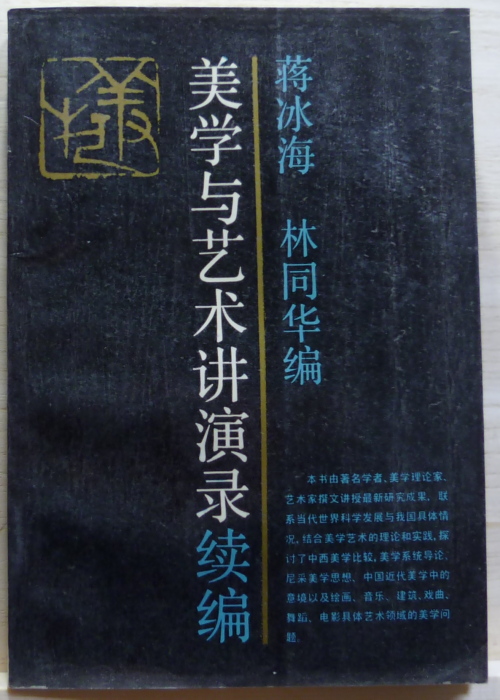 美学与艺术讲演录续编
蒋冰海 林同华编
本书由著名学者、美学理论家、
艺术家撰文讲授最新研究成果，联
系当代世界科学发展与我国具体情
况，结合美学艺术的理论和实践，探
讨了中西美学比较，美学系统导论、
尼采美学思想、中国近代美学中的
意境以及绘画、音乐、建筑，戏曲、
舞蹈、电影具体艺术领域的美学问
题。